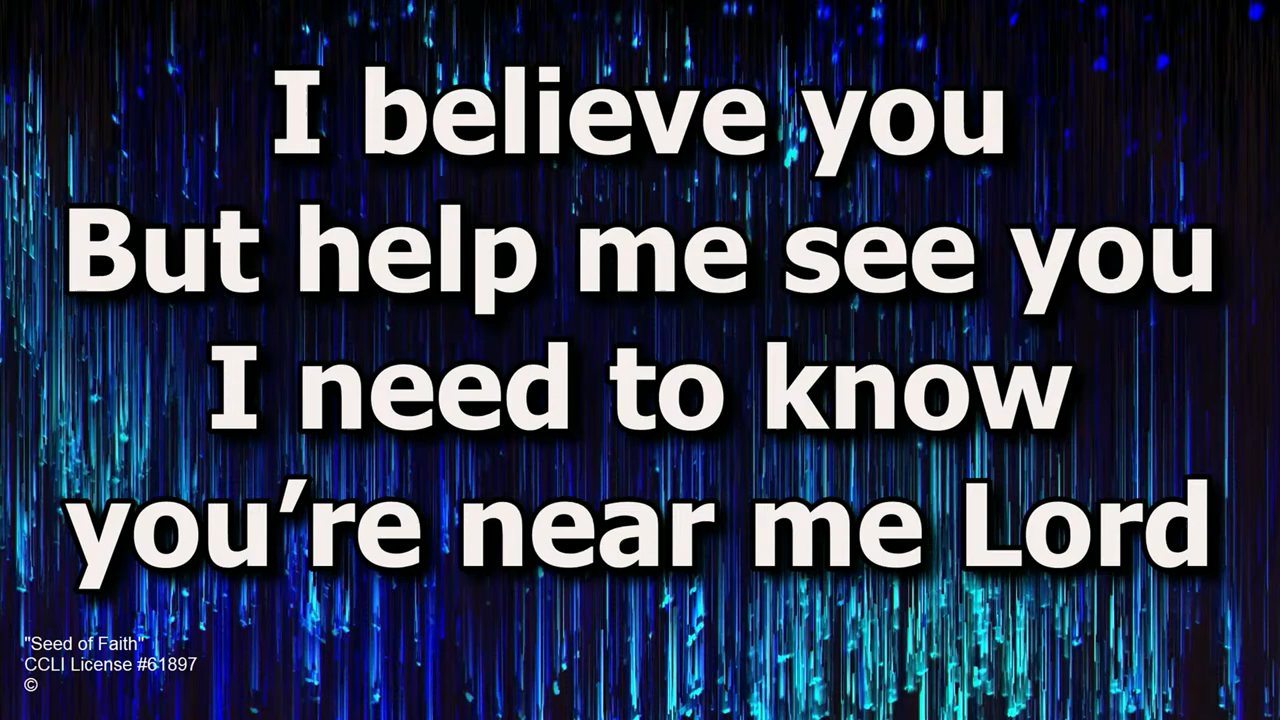 I believe you
But help me see you
I need to know
you’re near me Lord
"Seed of Faith"
CCLI License #61897
©